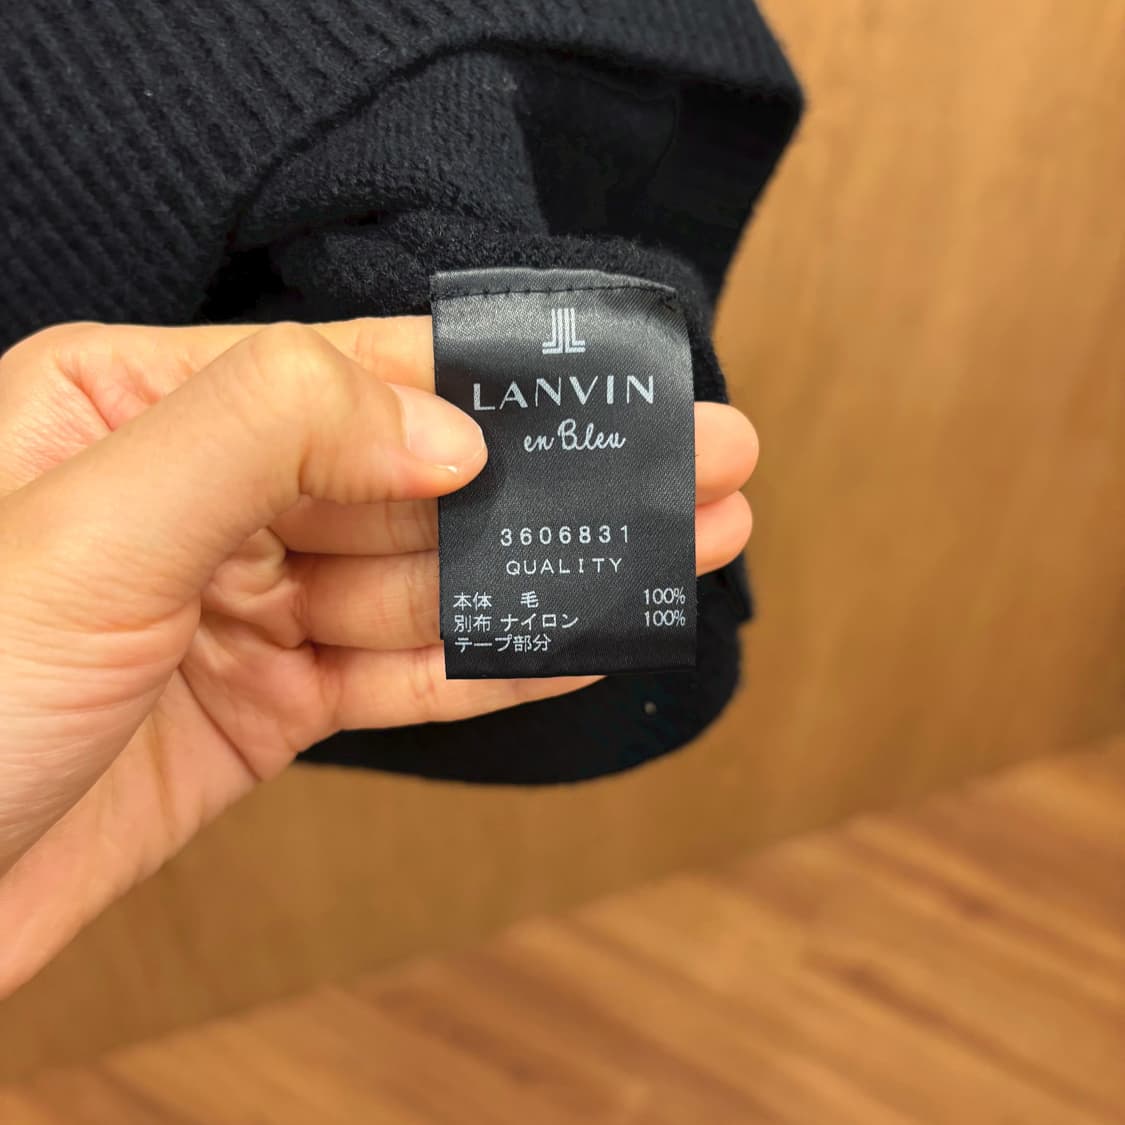 LANVIN
en Bleu
3606831
QUALITY
本体 毛 100%
別布 ナイロン 100%
テープ部分